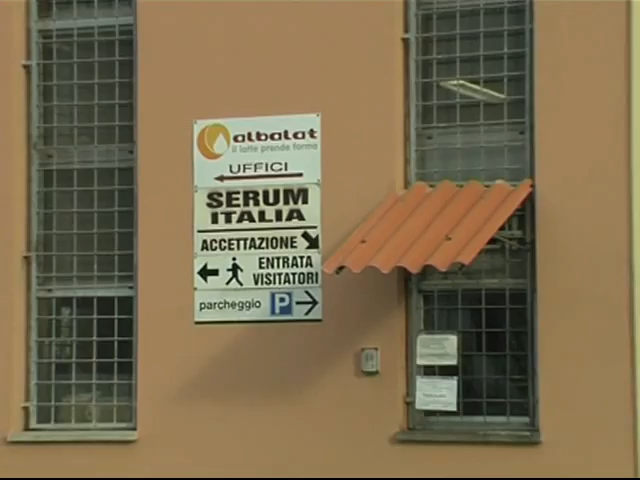 albalat
il latte prende forma
UFFICI
SERUM
ITALIA
ACCETTAZIONE
ENTRATA
VISITATORI
parcheggio P